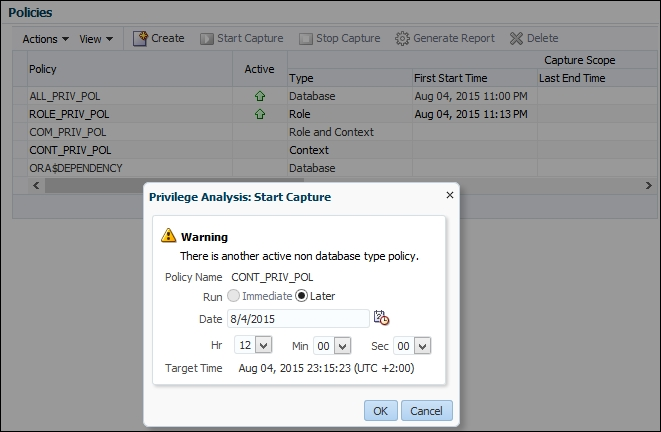 Policies
Actions View Create Start Capture Stop Capture Generate Report Delete
Capture Scope
Policy Active Type First Start Time Last End Time
ALL_PRIV_POL Database Aug 04, 2015 11:00 PM
ROLE_PRIV_POL Role Aug 04, 2015 11:13 PM
COM_PRIV_POL Role and Context
CONT_PRIV_POL Context
ORA$DEPENDENCY Database
Privilege Analysis: Start Capture
Warning
There is another active non database type policy.
Policy Name CONT_PRIV_POL
Run Immediate Later
Date 8/4/2015
Hr 12 Min 00 Sec 00
Target Time Aug 04, 2015 23:15:23 (UTC +2:00)
OK Cancel